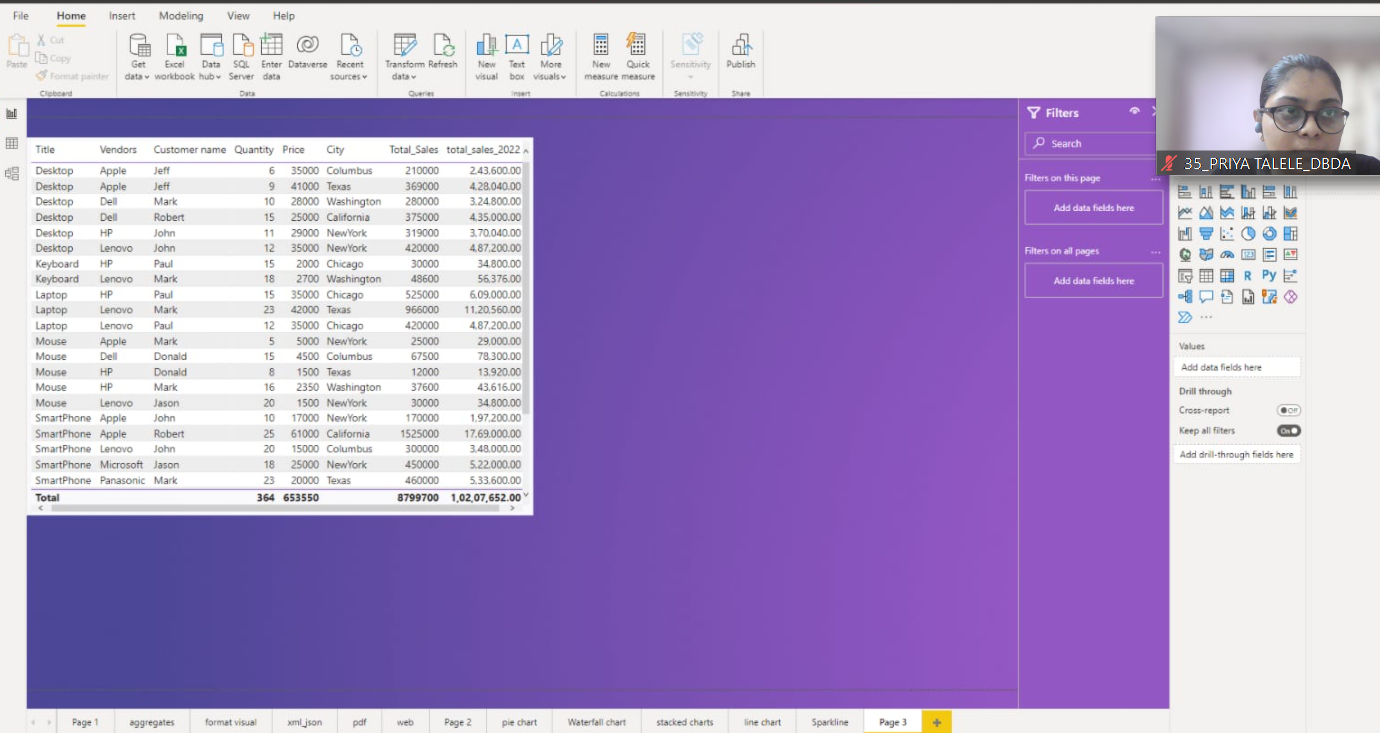 File Home Insert Modeling View Help
Paste
Cut
Copy
Format painter
Clipboard
Get data
Excel workbook
Data hub
SQL Server
Enter data
Dataverse
Recent sources
Data
Transform data
Refresh
Queries
New visual
Text box
More visuals
Insert
New measure
Quick measure
Calculations
Sensitivity
Sensitivity
Publish
Share
35_PRIYA TALELE_DBDA
Title Vendors Customer name Quantity Price City Total_Sales total_sales_2022
Desktop Apple Jeff 6 35000 Columbus 210000 2,43,600.00
Desktop Apple Jeff 9 41000 Texas 369000 4,28,040.00
Desktop Dell Mark 10 28000 Washington 280000 3,24,800.00
Desktop Dell Robert 15 25000 California 375000 4,35,000.00
Desktop HP John 11 29000 NewYork 319000 3,70,040.00
Desktop Lenovo John 12 35000 NewYork 420000 4,87,200.00
Keyboard HP Paul 15 2000 Chicago 30000 34,800.00
Keyboard Lenovo Mark 18 2700 Washington 48600 56,376.00
Laptop HP Paul 15 35000 Chicago 525000 6,09,000.00
Laptop Lenovo Mark 23 42000 Texas 966000 11,20,560.00
Laptop Lenovo Paul 12 35000 Chicago 420000 4,87,200.00
Mouse Apple Mark 5 5000 NewYork 25000 29,000.00
Mouse Dell Donald 15 4500 Columbus 67500 78,300.00
Mouse HP Donald 8 1500 Texas 12000 13,920.00
Mouse HP Mark 16 2350 Washington 37600 43,616.00
Mouse Lenovo Jason 20 1500 NewYork 30000 34,800.00
SmartPhone Apple John 10 17000 NewYork 170000 1,97,200.00
SmartPhone Apple Robert 25 61000 California 1525000 17,69,000.00
SmartPhone Lenovo John 20 15000 Columbus 300000 3,48,000.00
SmartPhone Microsoft Jason 18 25000 NewYork 450000 5,22,000.00
SmartPhone Panasonic Mark 23 20000 Texas 460000 5,33,600.00
Total 364 653550 8799700 1,02,07,652.00
Filters
Search
Filters on this page ...
Add data fields here
Filters on all pages ...
Add data fields here
123
R Py
...
Values
Add data fields here
Drill through
Cross-report Off
Keep all filters On
Add drill-through fields here
Page 1 aggregates format visual xml_json pdf web Page 2 pie chart Waterfall chart stacked charts line chart Sparkline Page 3 +